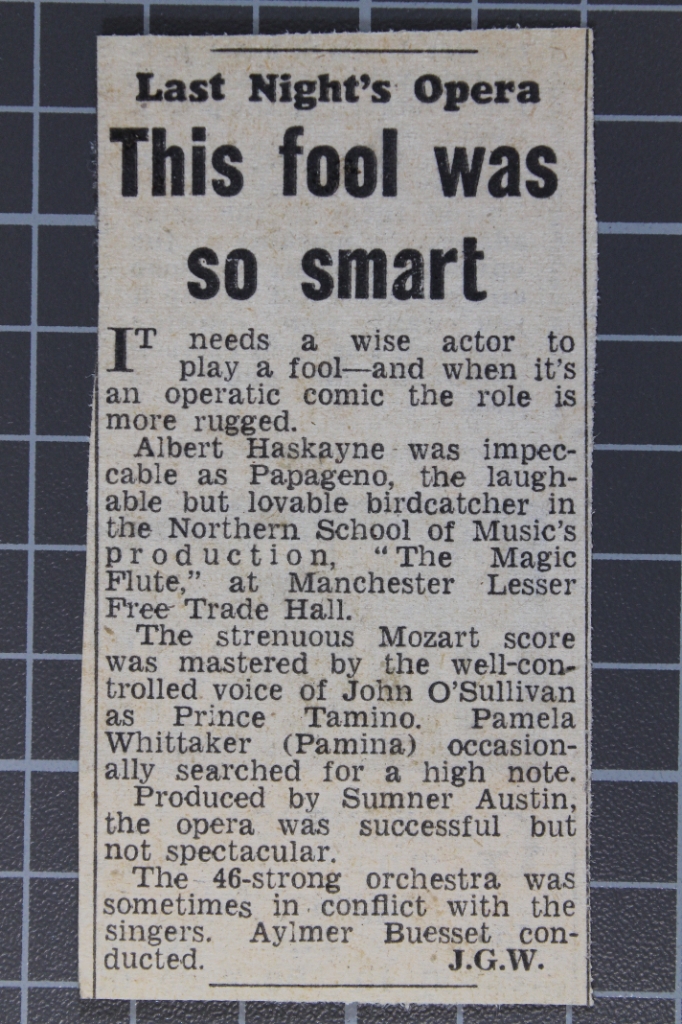 Last Night's Opera
This fool was
so smart
IT needs a wise actor to
play a fool—and when it's
an operatic comic the role is
more rugged.
Albert Haskayne was impec-
cable as Papageno, the laugh-
able but lovable birdcatcher in
the Northern School of Music's
production, "The Magic
Flute," at Manchester Lesser
Free Trade Hall.
The strenuous Mozart score
was mastered by the well-con-
trolled voice of John O'Sullivan
as Prince Tamino. Pamela
Whittaker (Pamina) occasion-
ally searched for a high note.
Produced by Sumner Austin,
the opera was successful but
not spectacular.
The 46-strong orchestra was
sometimes in conflict with the
singers. Aylmer Buesset con-
ducted. J.G.W.